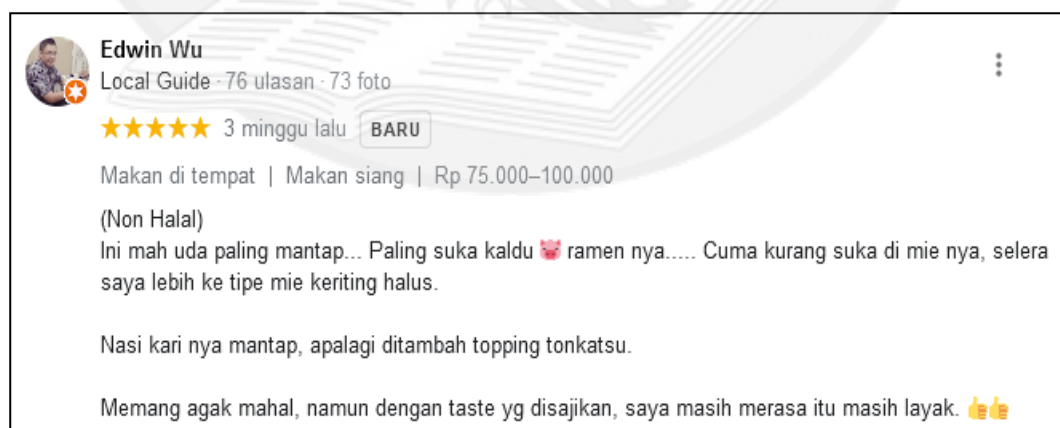 Edwin Wu
Local Guide · 76 ulasan · 73 foto
★★★★★ 3 minggu lalu BARU
Makan di tempat | Makan siang | Rp 75.000–100.000
(Non Halal)
Ini mah uda paling mantap... Paling suka kaldu 🐷 ramen nya..... Cuma kurang suka di mie nya, selera
saya lebih ke tipe mie keriting halus.
Nasi kari nya mantap, apalagi ditambah topping tonkatsu.
Memang agak mahal, namun dengan taste yg disajikan, saya masih merasa itu masih layak. 👍👍